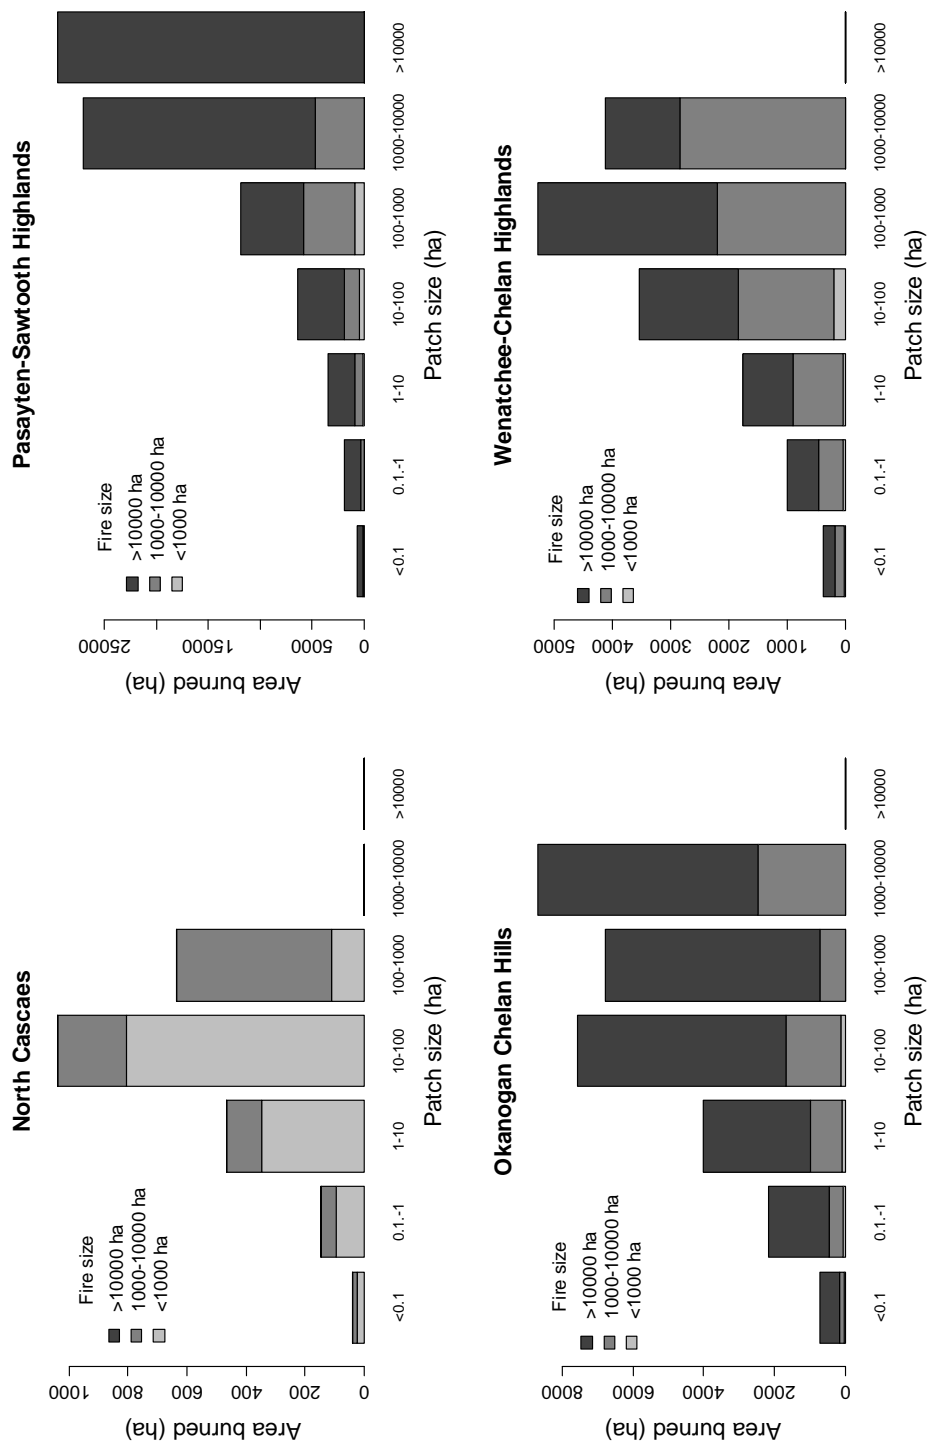 North Cascaes
Fire size
>10000 ha
1000-10000 ha
<1000 ha
Area burned (ha)
0
200
400
600
800
1000
<0.1
0.1.-1
1-10
10-100
100-1000
1000-10000
>10000
Patch size (ha)
Pasayten-Sawtooth Highlands
Fire size
>10000 ha
1000-10000 ha
<1000 ha
Area burned (ha)
0
5000
15000
25000
<0.1
0.1.-1
1-10
10-100
100-1000
1000-10000
>10000
Patch size (ha)
Okanogan Chelan Hills
Fire size
>10000 ha
1000-10000 ha
<1000 ha
Area burned (ha)
0
2000
4000
6000
8000
<0.1
0.1.-1
1-10
10-100
100-1000
1000-10000
>10000
Patch size (ha)
Wenatchee-Chelan Highlands
Fire size
>10000 ha
1000-10000 ha
<1000 ha
Area burned (ha)
0
1000
2000
3000
4000
5000
<0.1
0.1.-1
1-10
10-100
100-1000
1000-10000
>10000
Patch size (ha)